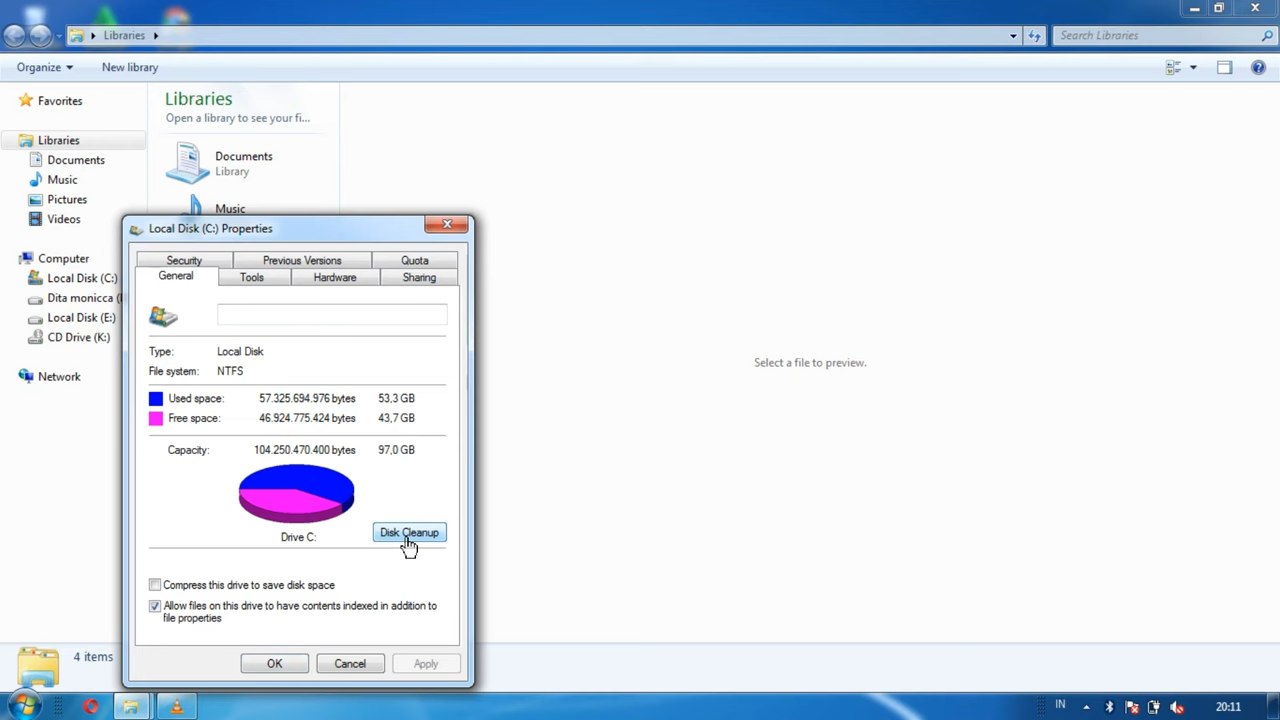 Libraries
Search Libraries
Organize
New library
Favorites
Libraries
Documents
Music
Pictures
Videos
Computer
Local Disk (C:)
Dita monicca (
Local Disk (E:)
CD Drive (K:)
Network
Libraries
Open a library to see your fi...
Documents
Library
Music
Select a file to preview.
Local Disk (C:) Properties
Security
Previous Versions
Quota
General
Tools
Hardware
Sharing
Type: Local Disk
File system: NTFS
Used space: 57.325.694.976 bytes 53,3 GB
Free space: 46.924.775.424 bytes 43,7 GB
Capacity: 104.250.470.400 bytes 97,0 GB
Drive C:
Disk Cleanup
Compress this drive to save disk space
Allow files on this drive to have contents indexed in addition to
file properties
OK
Cancel
Apply
4 items
IN
20:11